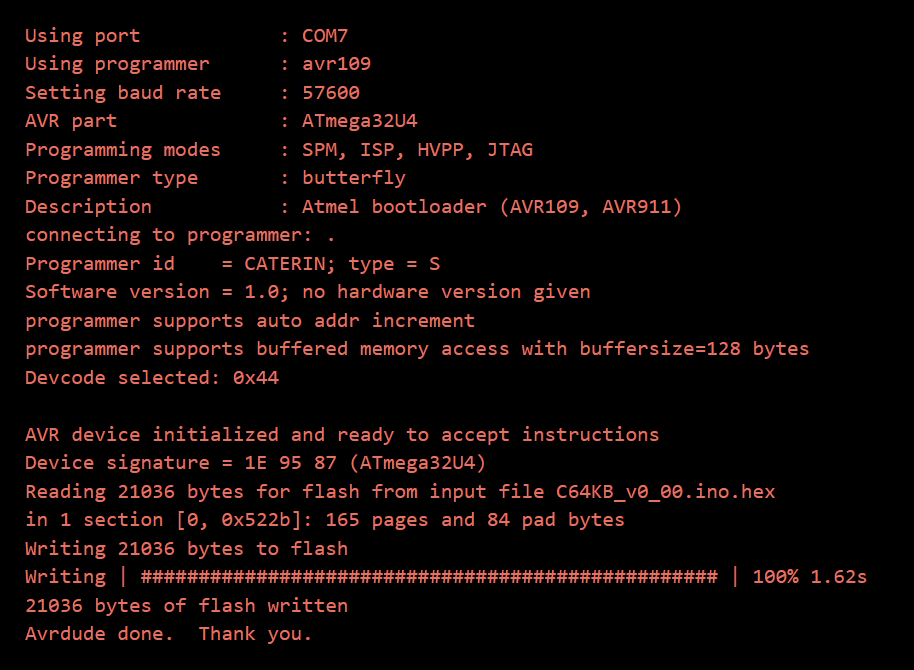 Using port            : COM7
Using programmer      : avr109
Setting baud rate     : 57600
AVR part              : ATmega32U4
Programming modes     : SPM, ISP, HVPP, JTAG
Programmer type       : butterfly
Description           : Atmel bootloader (AVR109, AVR911)
connecting to programmer: .
Programmer id    = CATERIN; type = S
Software version = 1.0; no hardware version given
programmer supports auto addr increment
programmer supports buffered memory access with buffersize=128 bytes
Devcode selected: 0x44
AVR device initialized and ready to accept instructions
Device signature = 1E 95 87 (ATmega32U4)
Reading 21036 bytes for flash from input file C64KB_v0_00.ino.hex
in 1 section [0, 0x522b]: 165 pages and 84 pad bytes
Writing 21036 bytes to flash
Writing | ################################################## | 100% 1.62s
21036 bytes of flash written
Avrdude done.  Thank you.